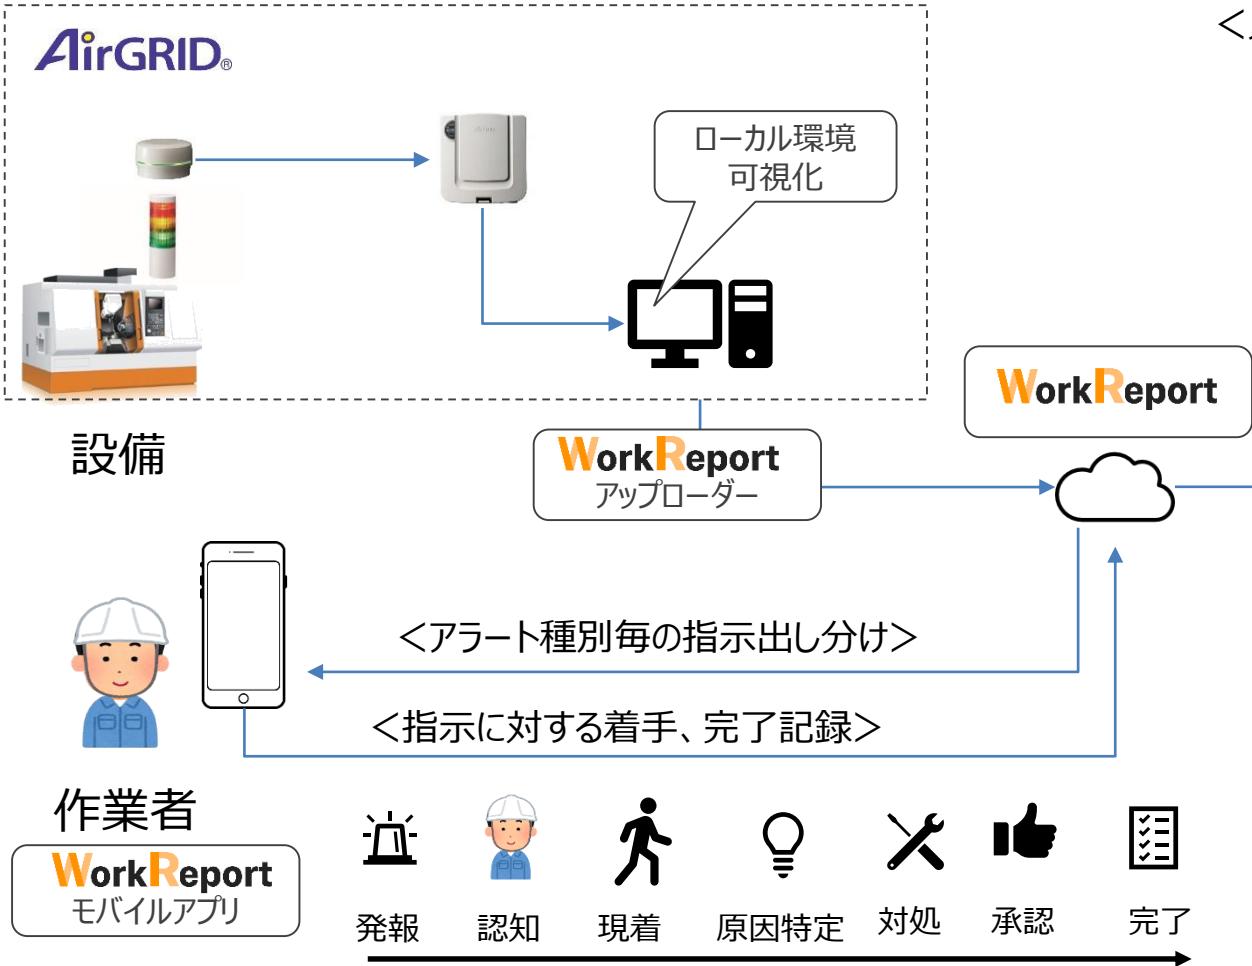 AirGRID®
ローカル環境
可視化
WorkReport
設備
WorkReport
アップローダー
<アラート種別毎の指示出し分け>
<指示に対する着手、完了記録>
作業者
WorkReport
モバイルアプリ
発報
認知
現着
原因特定
対処
承認
完了